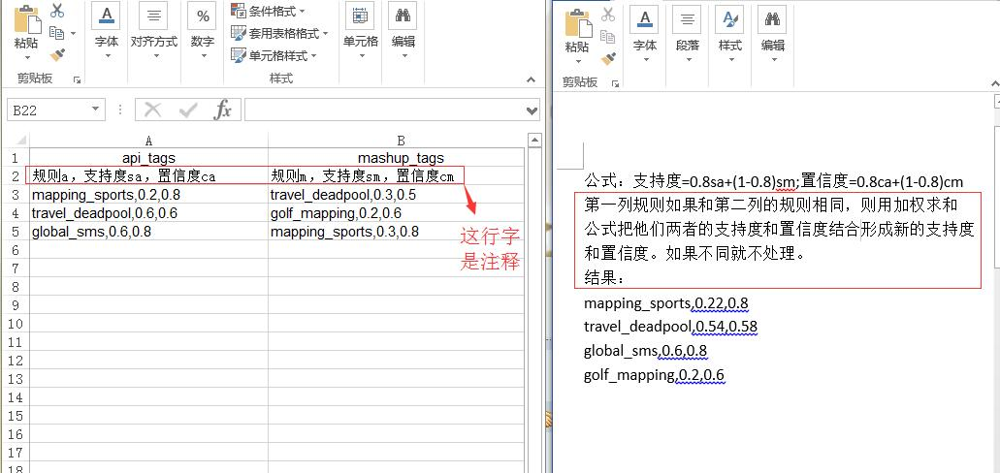 粘贴
字体
对齐方式
数字
条件格式
套用表格格式
单元格样式
单元格
编辑
剪贴板
样式
B22
fx
A
B
1
api_tags
mashup_tags
2
规则a，支持度sa，置信度ca
规则m，支持度sm，置信度cm
3
mapping_sports,0.2,0.8
travel_deadpool,0.3,0.5
4
travel_deadpool,0.6,0.6
golf_mapping,0.2,0.6
5
global_sms,0.6,0.8
mapping_sports,0.3,0.8
这行字
是注释
6
7
8
9
10
11
12
13
14
15
16
17
18
粘贴
字体
段落
样式
编辑
剪贴板
公式：支持度=0.8sa+(1-0.8)sm;置信度=0.8ca+(1-0.8)cm
第一列规则如果和第二列的规则相同，则用加权求和
公式把他们两者的支持度和置信度结合形成新的支持度
和置信度。如果不同就不处理。
结果：
mapping_sports,0.22,0.8
travel_deadpool,0.54,0.58
global_sms,0.6,0.8
golf_mapping,0.2,0.6